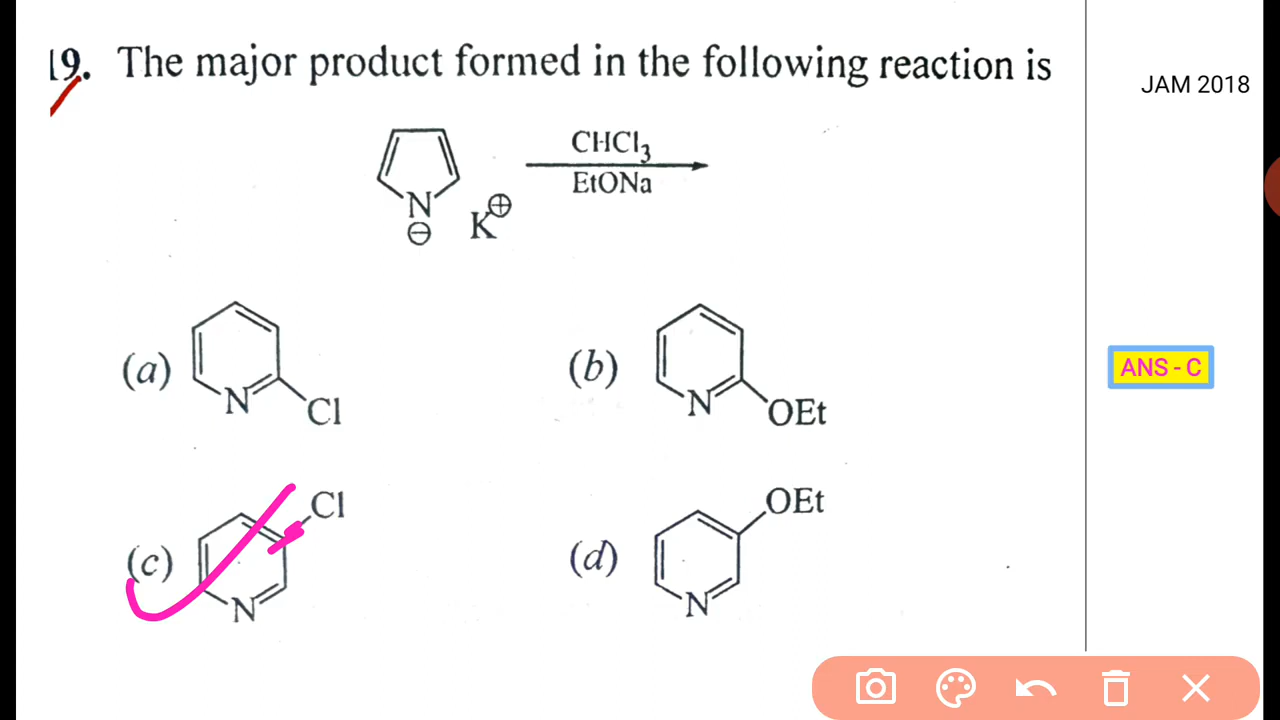 19. The major product formed in the following reaction is
JAM 2018
CHCl₃
EtONa
N
⊖
K⊕
(a)
N
Cl
(b)
N
OEt
ANS - C
(c)
Cl
N
(d)
OEt
N